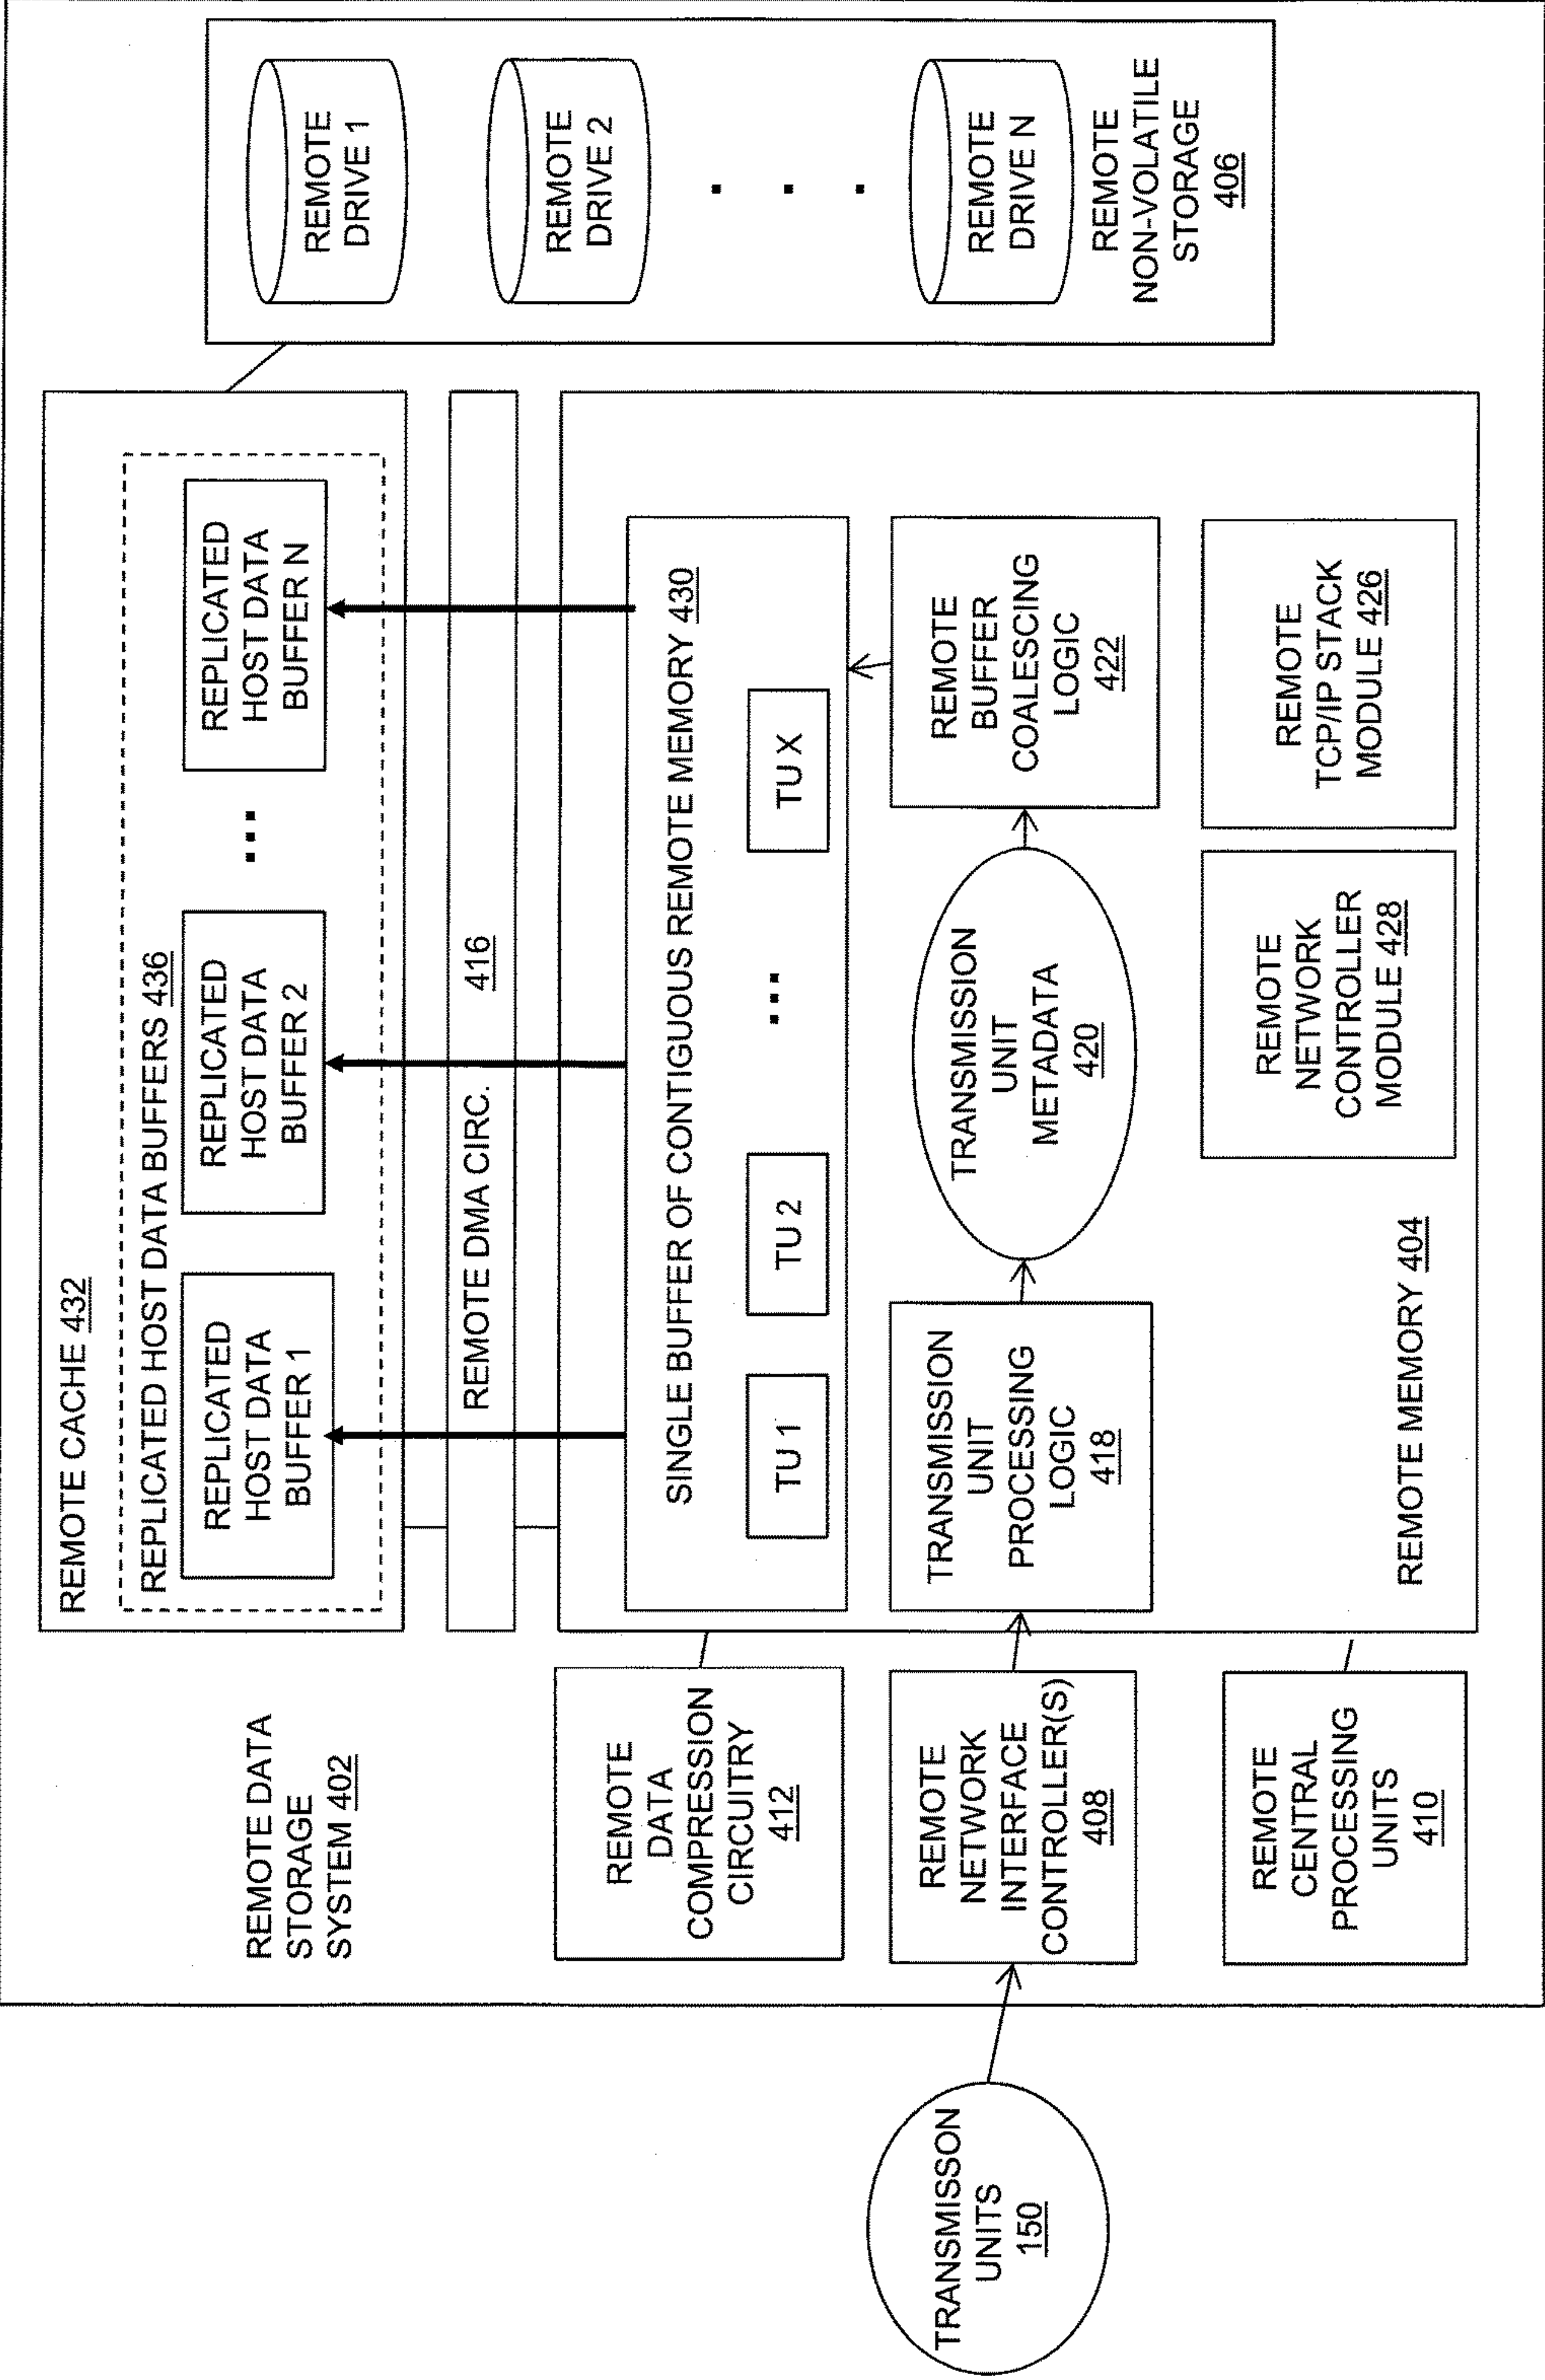 REMOTE DATA
STORAGE
SYSTEM 402
REMOTE CACHE 432
REPLICATED HOST DATA BUFFERS 436
REPLICATED
HOST DATA
BUFFER 1
REPLICATED
HOST DATA
BUFFER 2
...
REPLICATED
HOST DATA
BUFFER N
REMOTE DMA CIRC. 416
REMOTE
DRIVE 1
REMOTE
DRIVE 2
. . .
REMOTE
DRIVE N
REMOTE
NON-VOLATILE
STORAGE
406
REMOTE
DATA
COMPRESSION
CIRCUITRY
412
SINGLE BUFFER OF CONTIGUOUS REMOTE MEMORY 430
TU 1
TU 2
...
TU X
TRANSMISSON
UNITS
150
REMOTE
NETWORK
INTERFACE
CONTROLLER(S)
408
TRANSMISSION
UNIT
PROCESSING
LOGIC
418
TRANSMISSION
UNIT
METADATA
420
REMOTE
BUFFER
COALESCING
LOGIC
422
REMOTE
CENTRAL
PROCESSING
UNITS
410
REMOTE MEMORY 404
REMOTE
NETWORK
CONTROLLER
MODULE 428
REMOTE
TCP/IP STACK
MODULE 426